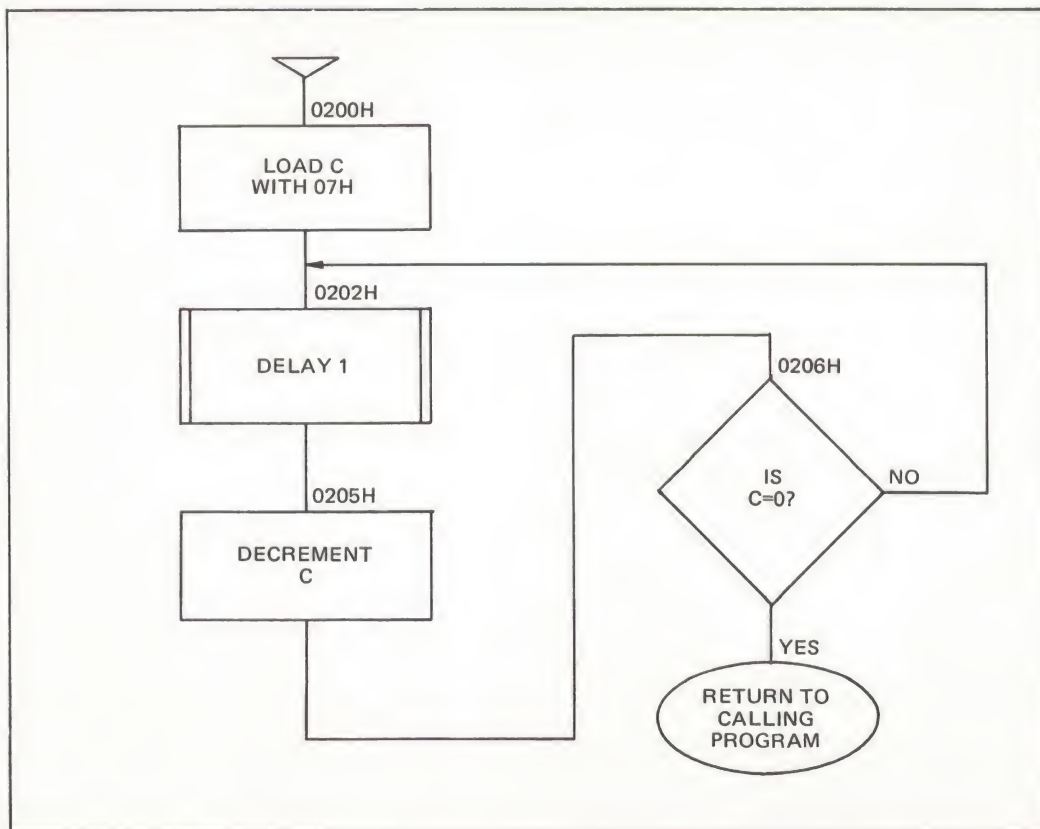 0200H
LOAD C
WITH 07H
0202H
DELAY 1
0205H
DECREMENT
C
0206H
IS
C=0?
NO
YES
RETURN TO
CALLING
PROGRAM